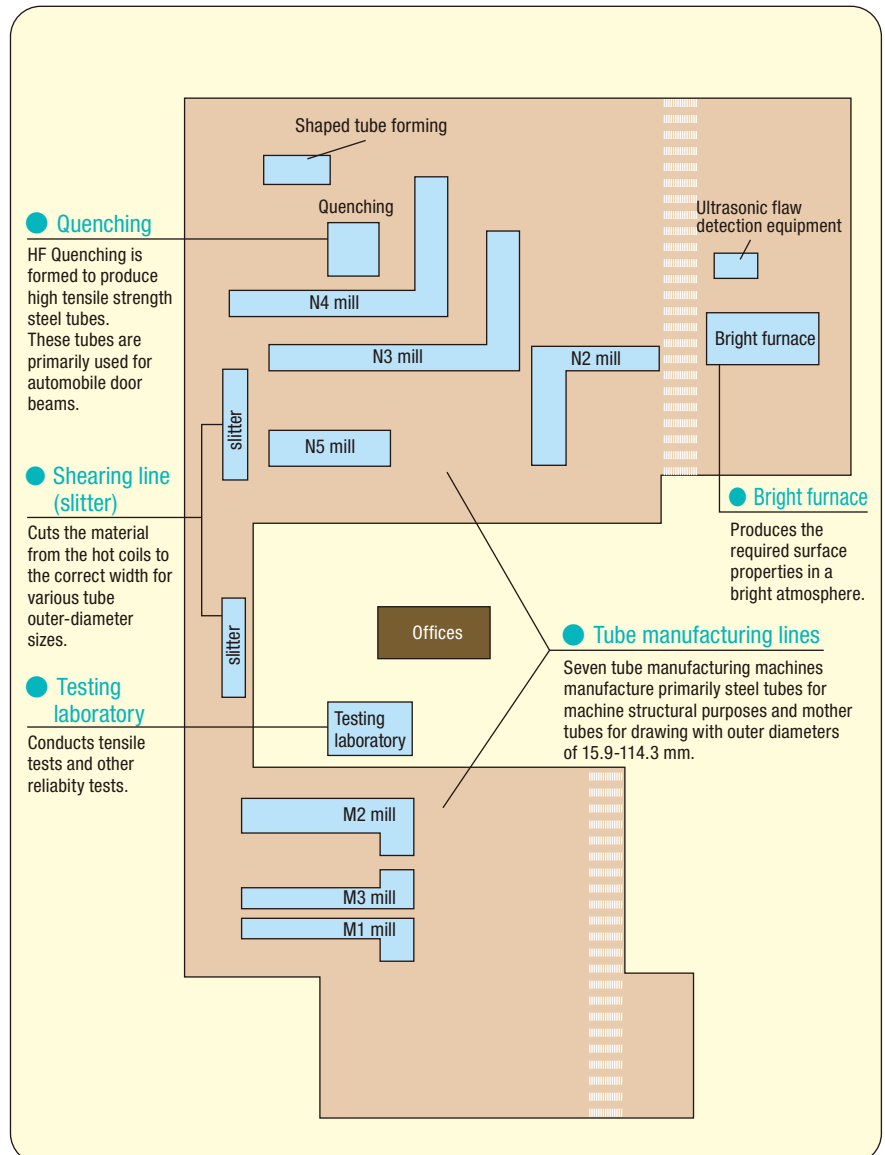 Shaped tube forming
Quenching
Ultrasonic flaw
detection equipment
Quenching
HF Quenching is
formed to produce
high tensile strength
steel tubes.
These tubes are
primarily used for
automobile door
beams.
N4 mill
N3 mill
N2 mill
Bright furnace
slitter
N5 mill
Shearing line
(slitter)
Cuts the material
from the hot coils to
the correct width for
various tube
outer-diameter
sizes.
Bright furnace
Produces the
required surface
properties in a
bright atmosphere.
slitter
Offices
Tube manufacturing lines
Seven tube manufacturing machines
manufacture primarily steel tubes for
machine structural purposes and mother
tubes for drawing with outer diameters
of 15.9-114.3 mm.
Testing
laboratory
Conducts tensile
tests and other
reliabity tests.
Testing
laboratory
M2 mill
M3 mill
M1 mill